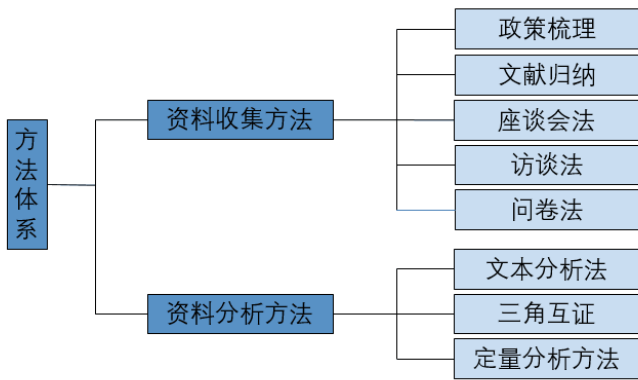 方法体系
资料收集方法
政策梳理
文献归纳
座谈会法
访谈法
问卷法
资料分析方法
文本分析法
三角互证
定量分析方法